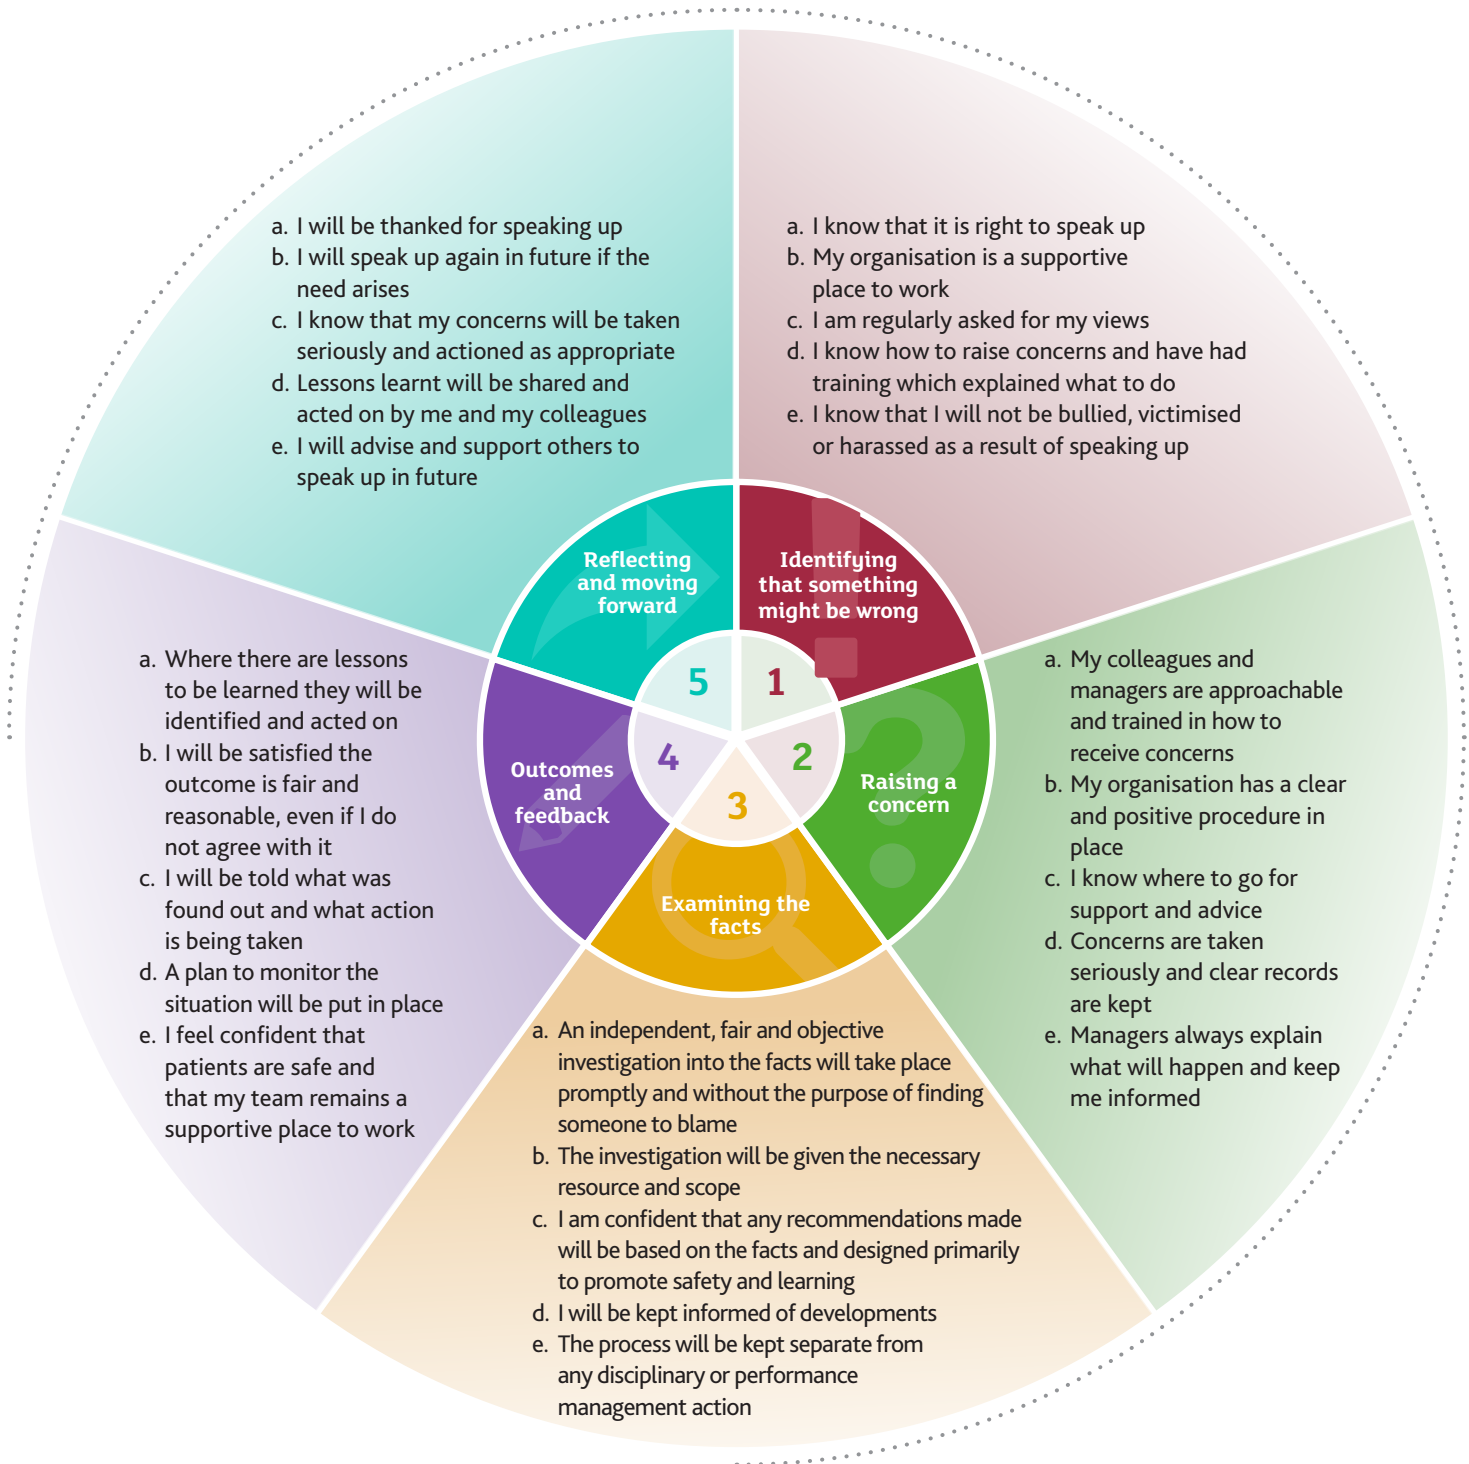 Identifying
that something
might be wrong
1
a. I know that it is right to speak up
b. My organisation is a supportive
place to work
c. I am regularly asked for my views
d. I know how to raise concerns and have had
training which explained what to do
e. I know that I will not be bullied, victimised
or harassed as a result of speaking up
Raising a
concern
2
a. My colleagues and
managers are approachable
and trained in how to
receive concerns
b. My organisation has a clear
and positive procedure in
place
c. I know where to go for
support and advice
d. Concerns are taken
seriously and clear records
are kept
e. Managers always explain
what will happen and keep
me informed
3
Examining the
facts
a. An independent, fair and objective
investigation into the facts will take place
promptly and without the purpose of finding
someone to blame
b. The investigation will be given the necessary
resource and scope
c. I am confident that any recommendations made
will be based on the facts and designed primarily
to promote safety and learning
d. I will be kept informed of developments
e. The process will be kept separate from
any disciplinary or performance
management action
4
Outcomes
and
feedback
a. Where there are lessons
to be learned they will be
identified and acted on
b. I will be satisfied the
outcome is fair and
reasonable, even if I do
not agree with it
c. I will be told what was
found out and what action
is being taken
d. A plan to monitor the
situation will be put in place
e. I feel confident that
patients are safe and
that my team remains a
supportive place to work
5
Reflecting
and moving
forward
a. I will be thanked for speaking up
b. I will speak up again in future if the
need arises
c. I know that my concerns will be taken
seriously and actioned as appropriate
d. Lessons learnt will be shared and
acted on by me and my colleagues
e. I will advise and support others to
speak up in future